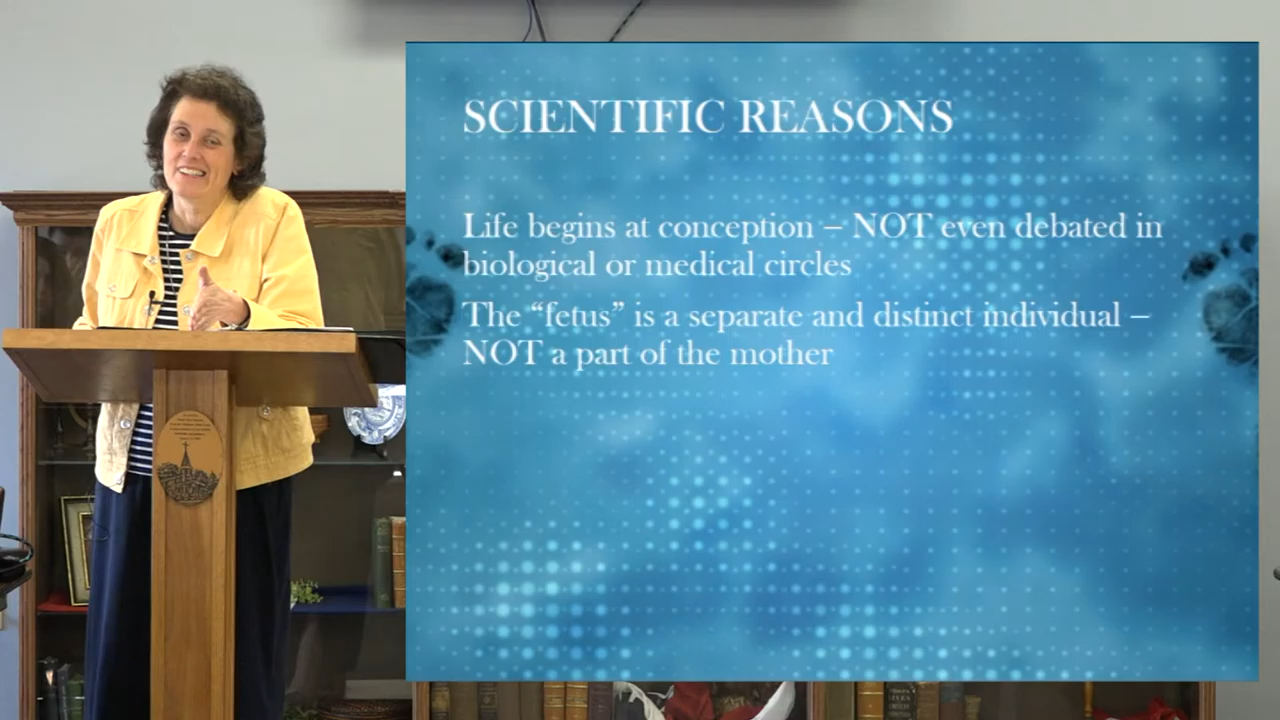 SCIENTIFIC REASONS
Life begins at conception – NOT even debated in
biological or medical circles
The “fetus” is a separate and distinct individual –
NOT a part of the mother